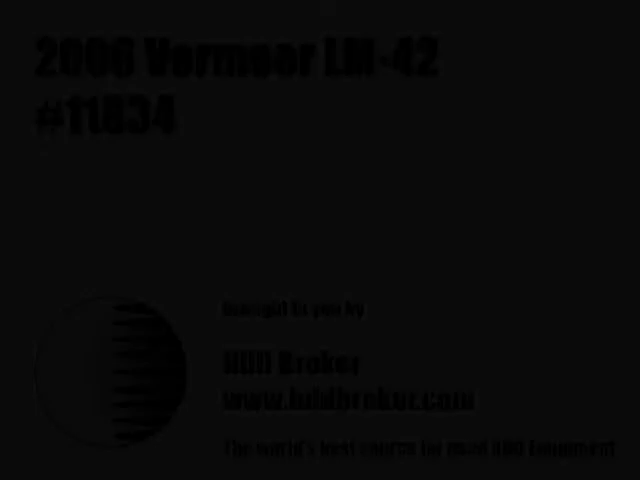 2006 Vermeer LM-42
#11834
brought to you by
HDD Broker
www.hddbroker.com
The world's best source for used HDD Equipment